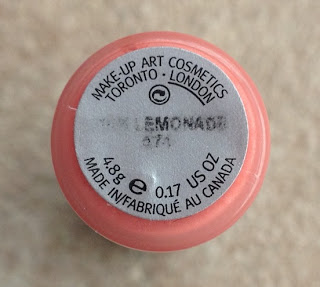 MAKE-UP ART COSMETICS
TORONTO · LONDON
LEMONADE
4.8g e 0.17 US OZ
MADE IN/FABRIQUÉ AU CANADA